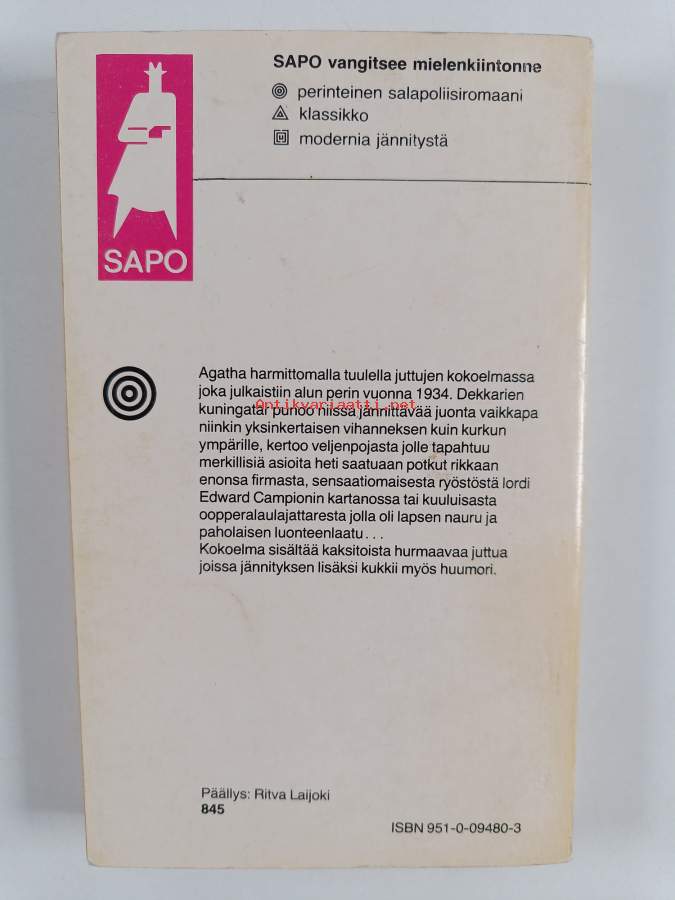 SAPO vangitsee mielenkiintonne
perinteinen salapoliisiromaani
klassikko
modernia jännitystä
SAPO
Agatha harmittomalla tuulella juttujen kokoelmassa
joka julkaistiin alun perin vuonna 1934. Dekkarien
Antikvariaatti.net
kuningatar punoo niissä jännittävää juonta vaikkapa
niinkin yksinkertaisen vihanneksen kuin kurkun
ympärille, kertoo veljenpojasta jolle tapahtuu
merkillisiä asioita heti saatuaan potkut rikkaan
enonsa firmasta, sensaatiomaisesta ryöstöstä lordi
Edward Campionin kartanossa tai kuuluisasta
oopperalaulajattaresta jolla oli lapsen nauru ja
paholaisen luonteenlaatu...
Kokoelma sisältää kaksitoista hurmaavaa juttua
joissa jännityksen lisäksi kukkii myös huumori.
Päällys: Ritva Laijoki
845
ISBN 951-0-09480-3